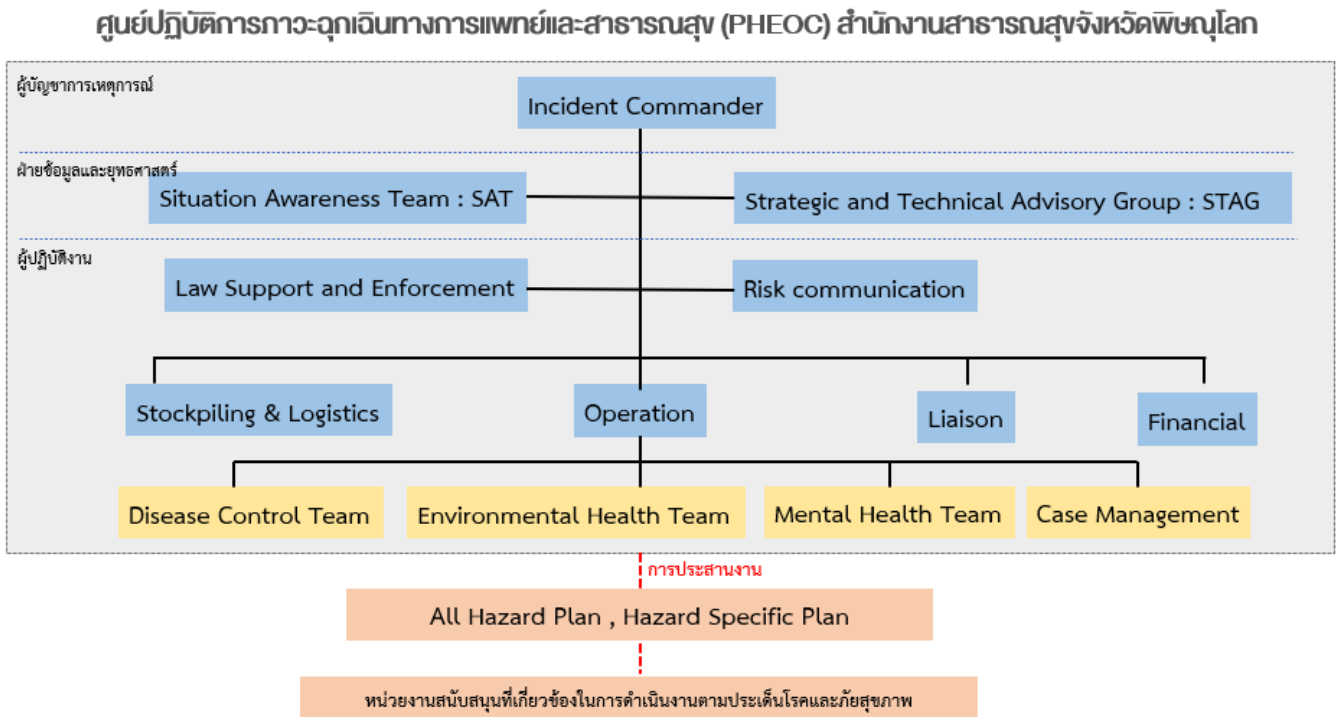 ศูนย์ปฏิบัติการภาวะฉุกเฉินทางการแพทย์และสาธารณสุข (PHEOC) สำนักงานสาธารณสุขจังหวัดพิษณุโลก
ผู้บัญชาการเหตุการณ์
Incident Commander
ฝ่ายข้อมูลและยุทธศาสตร์
Situation Awareness Team : SAT
Strategic and Technical Advisory Group : STAG
ผู้ปฏิบัติงาน
Law Support and Enforcement
Risk communication
Stockpiling & Logistics
Operation
Liaison
Financial
Disease Control Team
Environmental Health Team
Mental Health Team
Case Management
การประสานงาน
All Hazard Plan , Hazard Specific Plan
หน่วยงานสนับสนุนที่เกี่ยวข้องในการดำเนินงานตามประเด็นโรคและภัยสุขภาพ